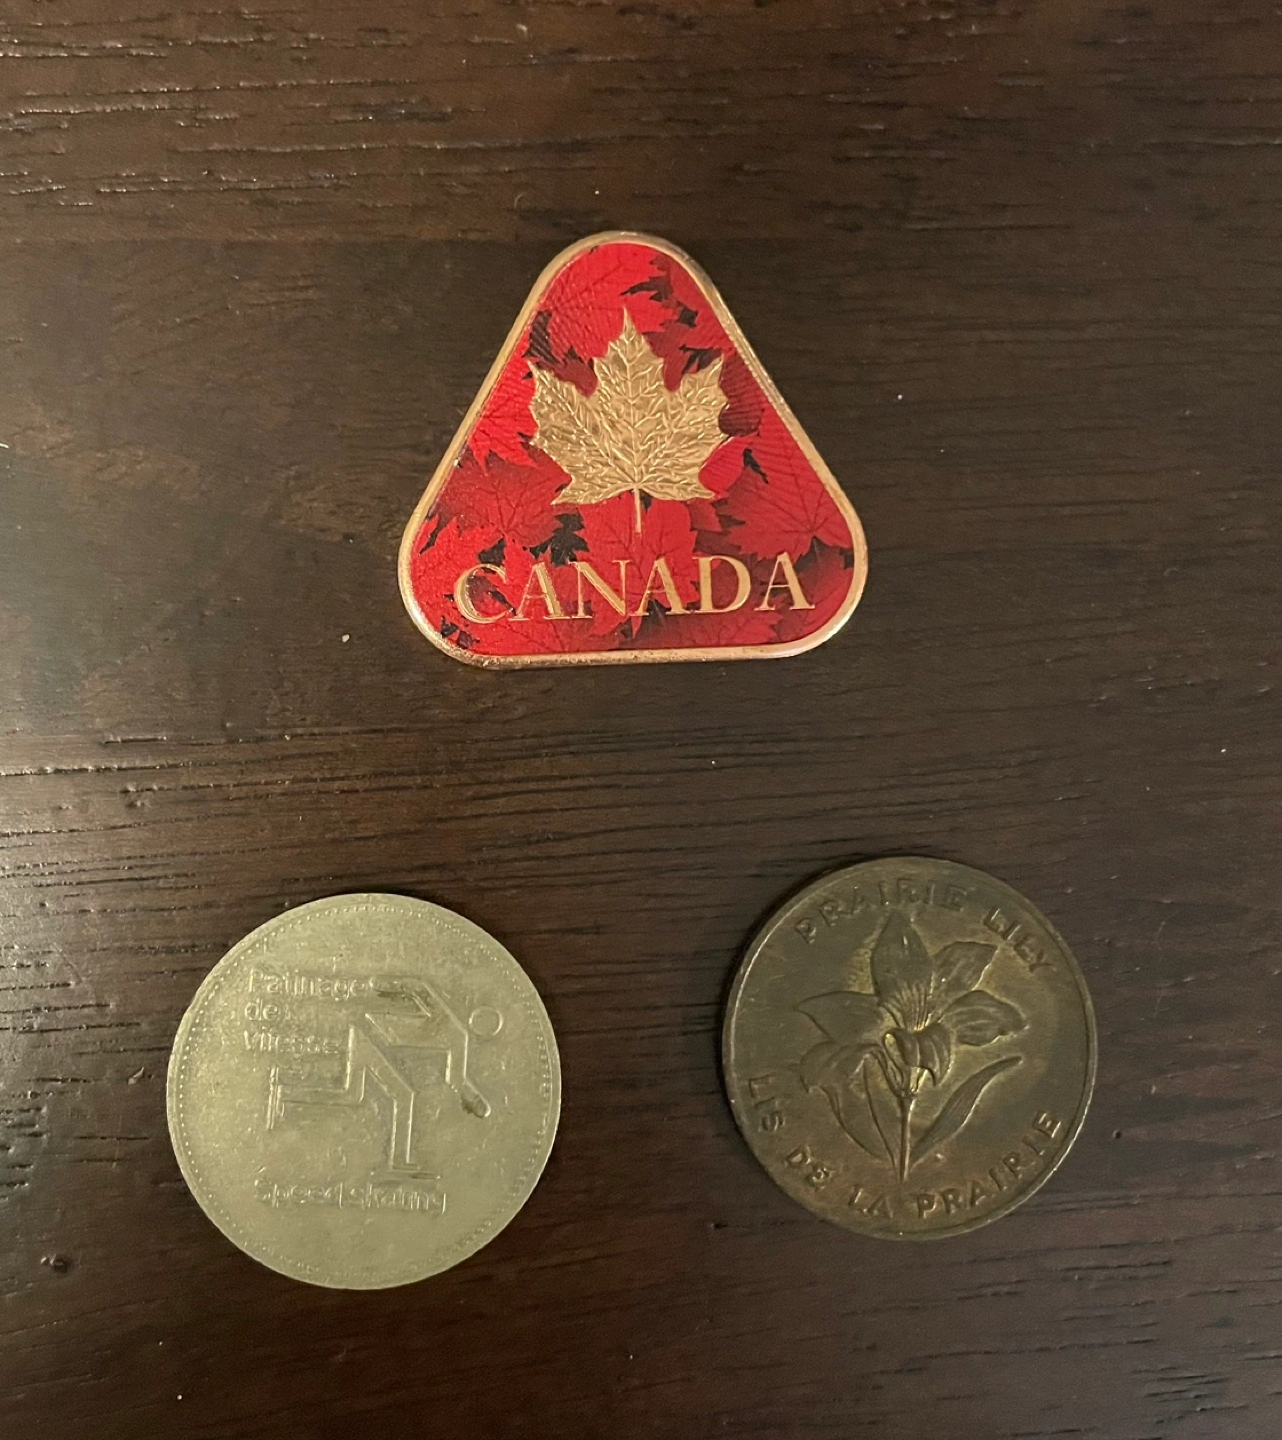 CANADA
Patinage
de
Vitesse
Speed skating
PRAIRIE LILY
LIS DE LA PRAIRIE